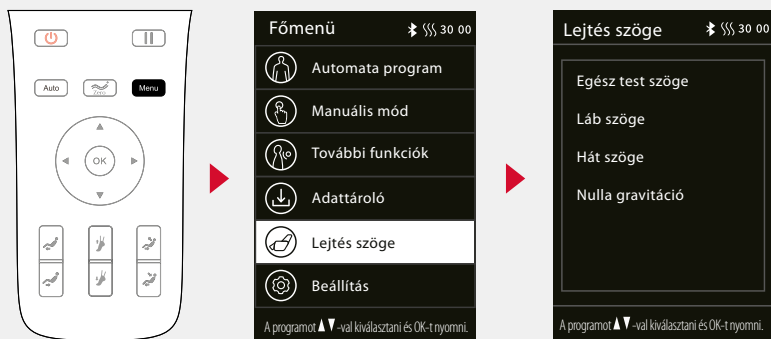 Auto
Zero
Menu
OK
Főmenü 30 00
Automata program
Manuális mód
További funkciók
Adattároló
Lejtés szöge
Beállítás
A programot ▲▼-val kiválasztani és OK-t nyomni.
Lejtés szöge 30 00
Egész test szöge
Láb szöge
Hát szöge
Nulla gravitáció
A programot ▲▼-val kiválasztani és OK-t nyomni.